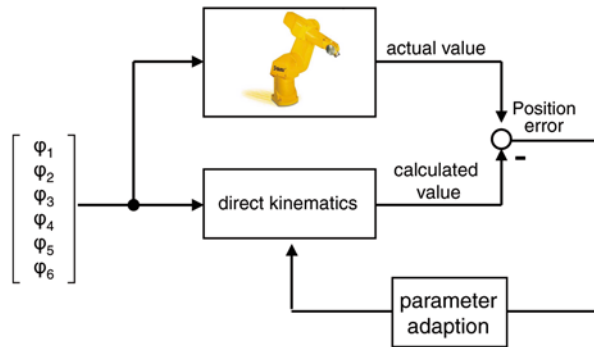 actual value
Position
error
φ1
φ2
φ3
φ4
φ5
φ6
direct kinematics
calculated
value
-
parameter
adaption